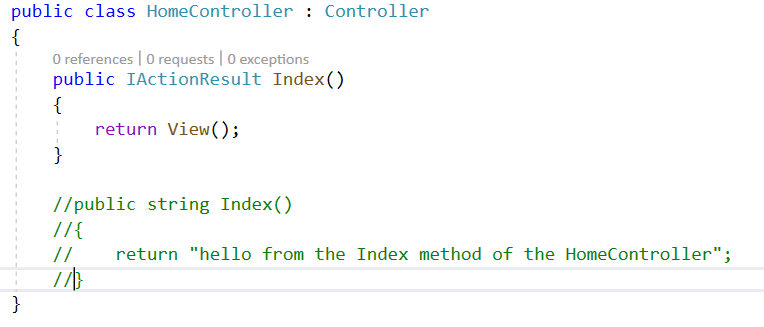 public class HomeController : Controller
{
0 references | 0 requests | 0 exceptions
public IActionResult Index()
{
return View();
}
//public string Index()
//{
//    return "hello from the Index method of the HomeController";
//}
}